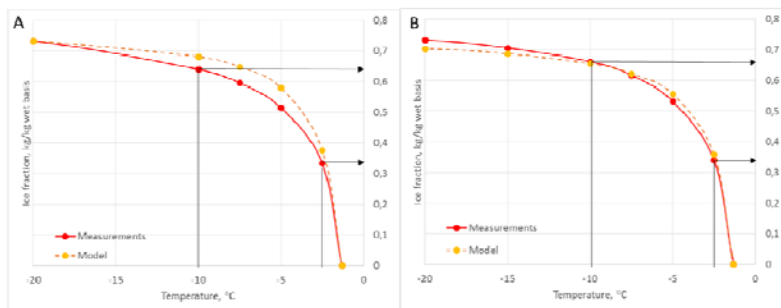 A
0,8
0,7
0,6
0,5
0,4
0,3
0,2
0,1
0
Ice fraction, kg/kg wet basis
Measurements
Model
-20
-15
-10
-5
0
Temperature, °C
B
0,8
0,7
0,6
0,5
0,4
0,3
0,2
0,1
0
Ice fraction, kg/kg wet basis
Measurements
Model
-20
-15
-10
-5
0
Temperature, °C